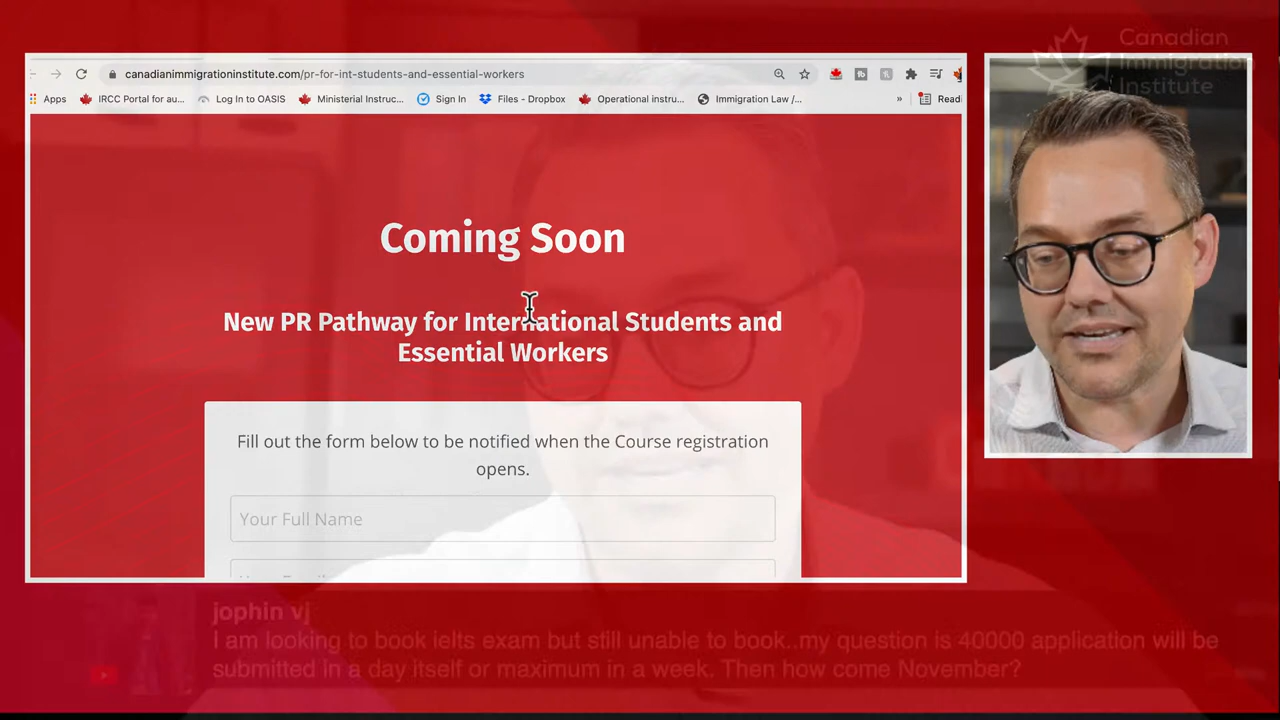 Canadian
Immigration
Institute
canadianimmigrationinstitute.com/pr-for-int-students-and-essential-workers
Apps IRCC Portal for au... Log In to OASIS Ministerial Instruc... Sign In Files - Dropbox Operational instru... Immigration Law /... » Readi
Coming Soon
New PR Pathway for International Students and
Essential Workers
Fill out the form below to be notified when the Course registration
opens.
Your Full Name
jophin vj
I am looking to book ielts exam but still unable to book..my question is 40000 application will be
submitted in a day itself or maximum in a week. Then how come November?